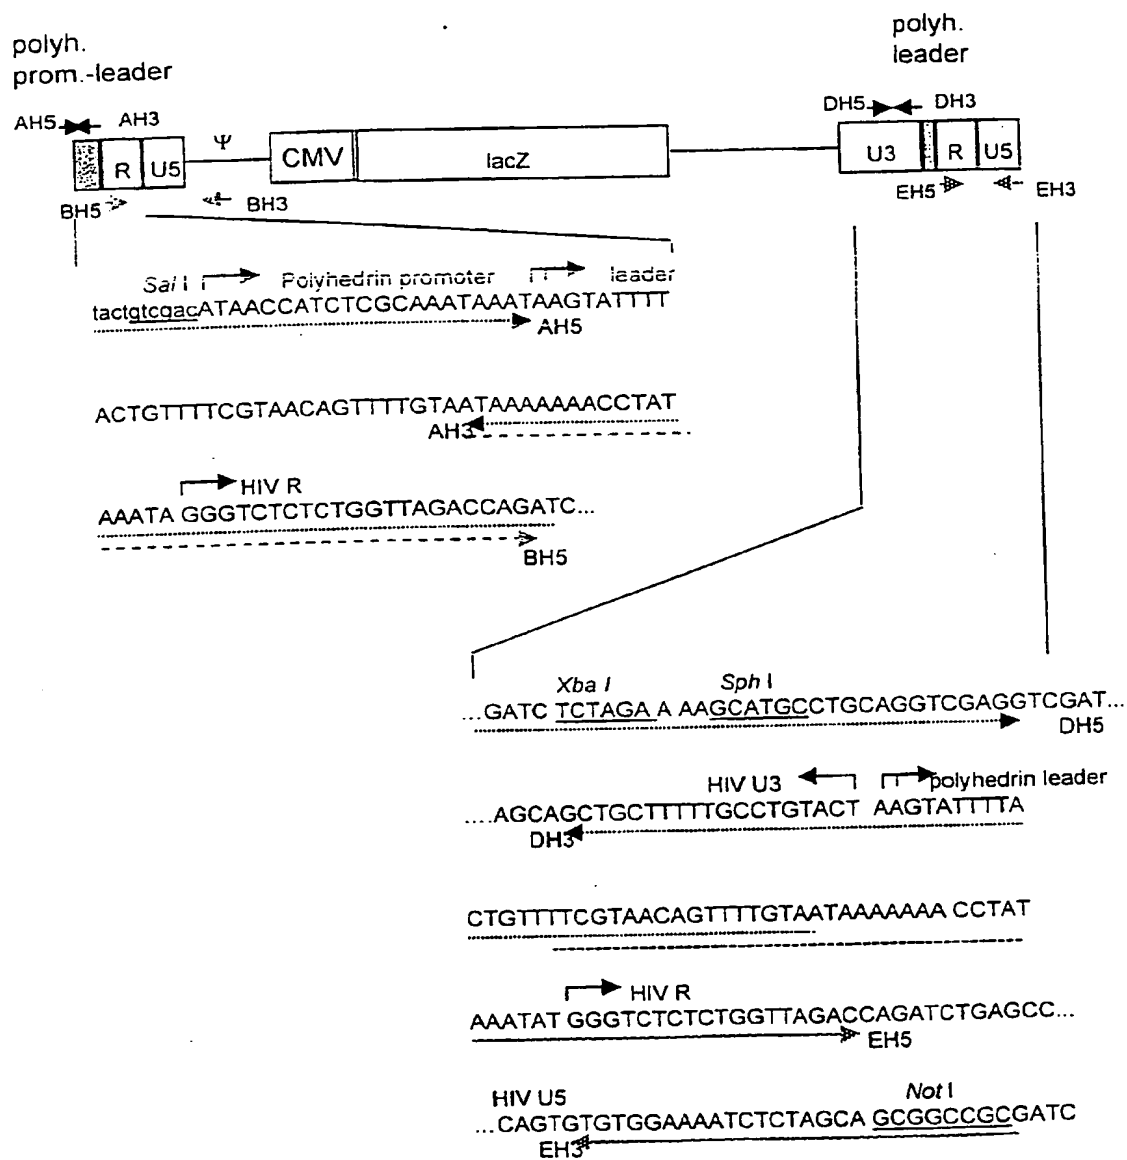 polyh.
prom.-leader
polyh.
leader
AH5 AH3
DH5 DH3
Ψ
R U5 CMV lacZ U3 R U5
BH5 BH3
EH5 EH3
Sal I Polyhedrin promoter leader
tactgtcgacATAACCATCTCGCAAATAAATAAGTATTTT
AH5
ACTGTTTTCGTAACAGTTTTGTAATAAAAAAACCTAT
AH3
HIV R
AAATA GGGTCTCTCTGGTTAGACCAGATC...
BH5
Xba I Sph I
...GATC TCTAGA A AAGCATGCCTGCAGGTCGAGGTCGAT...
DH5
HIV U3 polyhedrin leader
....AGCAGCTGCTTTTTGCCTGTACT AAGTATTTTA
DH3
CTGTTTTCGTAACAGTTTTGTAATAAAAAAA CCTAT
HIV R
AAATAT GGGTCTCTCTGGTTAGACCAGATCTGAGCC...
EH5
HIV U5 Not I
...CAGTGTGTGGAAAATCTCTAGCA GCGGCCGCGATC
EH3